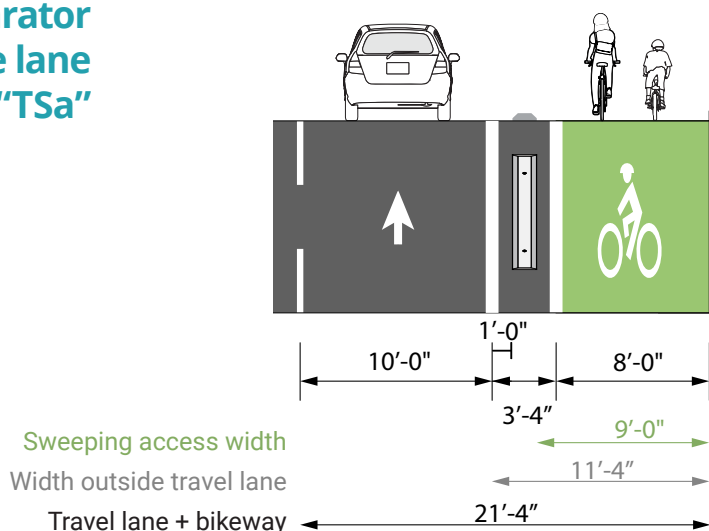 rator
e lane
“TSa”
1’-0"
10’-0"
8’-0"
3’-4”
Sweeping access width
9’-0"
Width outside travel lane
11’-4”
Travel lane + bikeway
21’-4”